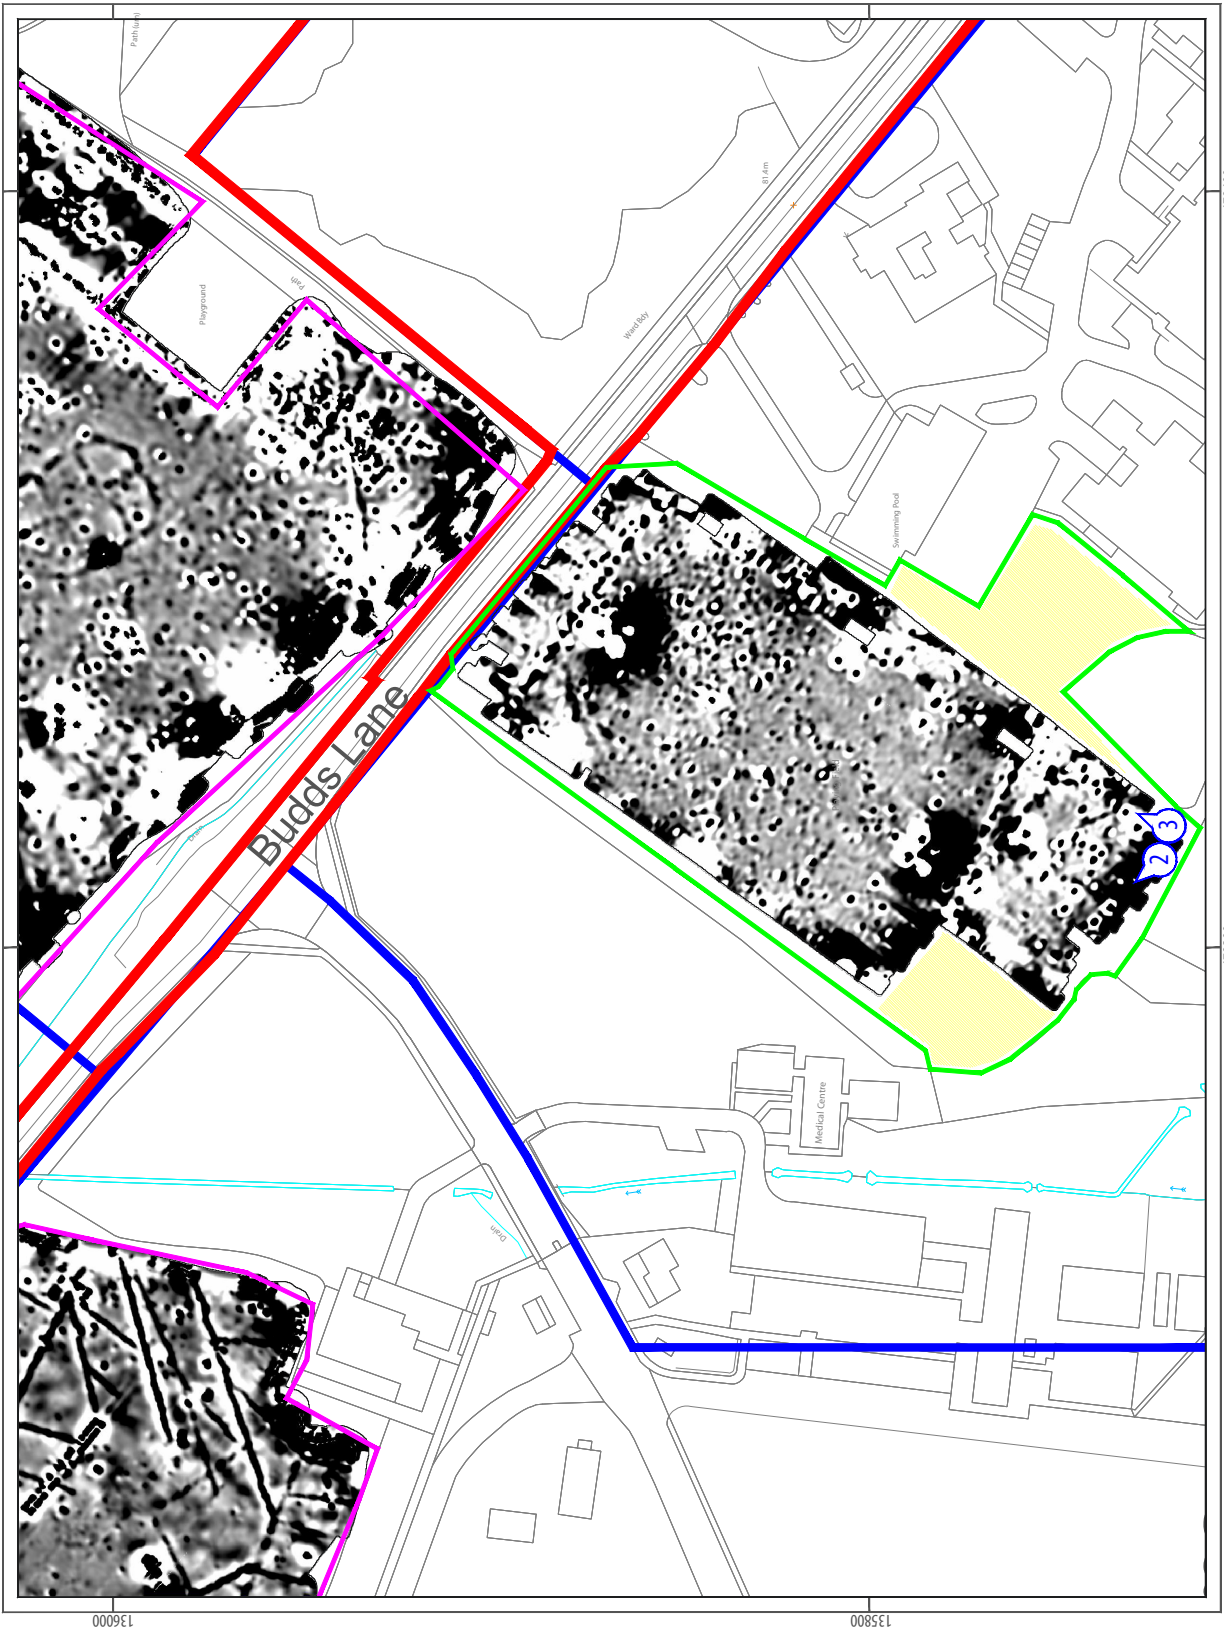 Path (um)
81.4m
Path
Playground
Ward Bdy
Swimming Pool
Budds Lane
Drain
3
2
Medical Centre
Drain
136000
135800